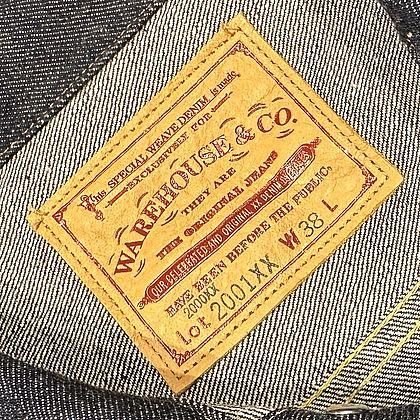 This SPECIAL WEAVE DENIM is made
EXCLUSIVELY FOR
WAREHOUSE & CO.
THEY ARE
THE ORIGINAL JEANS
OUR CELEBRATED AND ORIGINAL XX DENIM
HAVE BEEN BEFORE THE PUBLIC.
2000XX
Lot 2001XX W 38 L